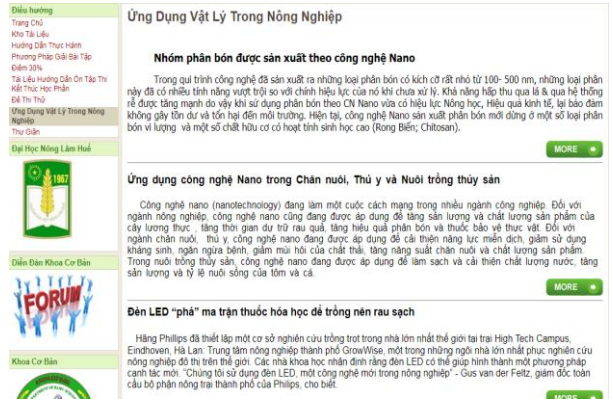 Điều hướng
Trang Chủ
Kho Tài Liệu
Hướng Dẫn Thực Hành
Phương Pháp Giải Bài Tập
Điểm 30%
Tài Liệu Hướng Dẫn Ôn Tập Thi
Kết Thúc Học Phần
Đề Thi Thử
Ứng Dụng Vật Lý Trong Nông
Nghiệp
Thư Giãn
Đại Học Nông Lâm Huế
1967
Diễn Đàn Khoa Cơ Bản
FORUM
Khoa Cơ Bản
Ứng Dụng Vật Lý Trong Nông Nghiệp
Nhóm phân bón được sản xuất theo công nghệ Nano
Trong qui trình công nghệ đã sản xuất ra những loại phân bón có kích cỡ rất nhỏ từ 100- 500 nm, những loại phân
này đã có nhiều tính năng vượt trội so với chính hiệu lực của nó khi chưa xử lý. Khả năng hấp thu qua lá & qua hệ thống
rễ được tăng mạnh do vậy khi sử dụng phân bón theo CN Nano vừa có hiệu lực Nông học, Hiệu quả kinh tế, lại bảo đảm
không gây tồn dư và tổn hại đến môi trường. Hiện tại, công nghệ Nano sản xuất phân bón mới dừng ở một số loại phân
bón vi lượng và một số chất hữu cơ có hoạt tính sinh học cao (Rong Biển; Chitosan).
MORE
Ứng dụng công nghệ Nano trong Chăn nuôi, Thú y và Nuôi trồng thủy sản
Công nghệ nano (nanotechnology) đang làm một cuộc cách mạng trong nhiều ngành công nghiệp. Đối với
ngành nông nghiệp, công nghệ nano cũng đang được áp dụng để tăng sản lượng và chất lượng sản phẩm của
cây lương thực , tăng thời gian dự trữ rau quả, tăng hiệu quả phân bón và thuốc bảo vệ thực vật. Đối với
ngành chăn nuôi, thú y, công nghệ nano đang được áp dụng để cải thiện năng lực miễn dịch, giảm sử dụng
kháng sinh, ngăn ngừa bệnh, giảm mùi hôi của chất thải, tăng năng suất chăn nuôi và chất lượng sản phẩm.
Trong nuôi trồng thủy sản, công nghệ nano đang được áp dụng để làm sạch và cải thiện chất lượng nước, tăng
sản lượng và tỷ lệ nuôi sống của tôm và cá.
MORE
Đèn LED “phá” ma trận thuốc hóa học để trồng nên rau sạch
Hãng Phillips đã thiết lập một cơ sở nghiên cứu trồng trọt trong nhà lớn nhất thế giới tại trại High Tech Campus,
Eindhoven, Hà Lan. Trung tâm nông nghiệp thành phố GrowWise, một trong những ngôi nhà lớn nhất phục nghiên cứu
nông nghiệp đô thị trên thế giới. Các nhà khoa học nhận định rằng đèn LED có thể giúp hình thành một phương pháp
canh tác mới. “Chúng tôi sử dụng đèn LED, một công nghệ mới trong nông nghiệp” - Gus van der Feltz, giám đốc toàn
cầu bộ phận nông trại thành phố của Philips, cho biết.
MORE